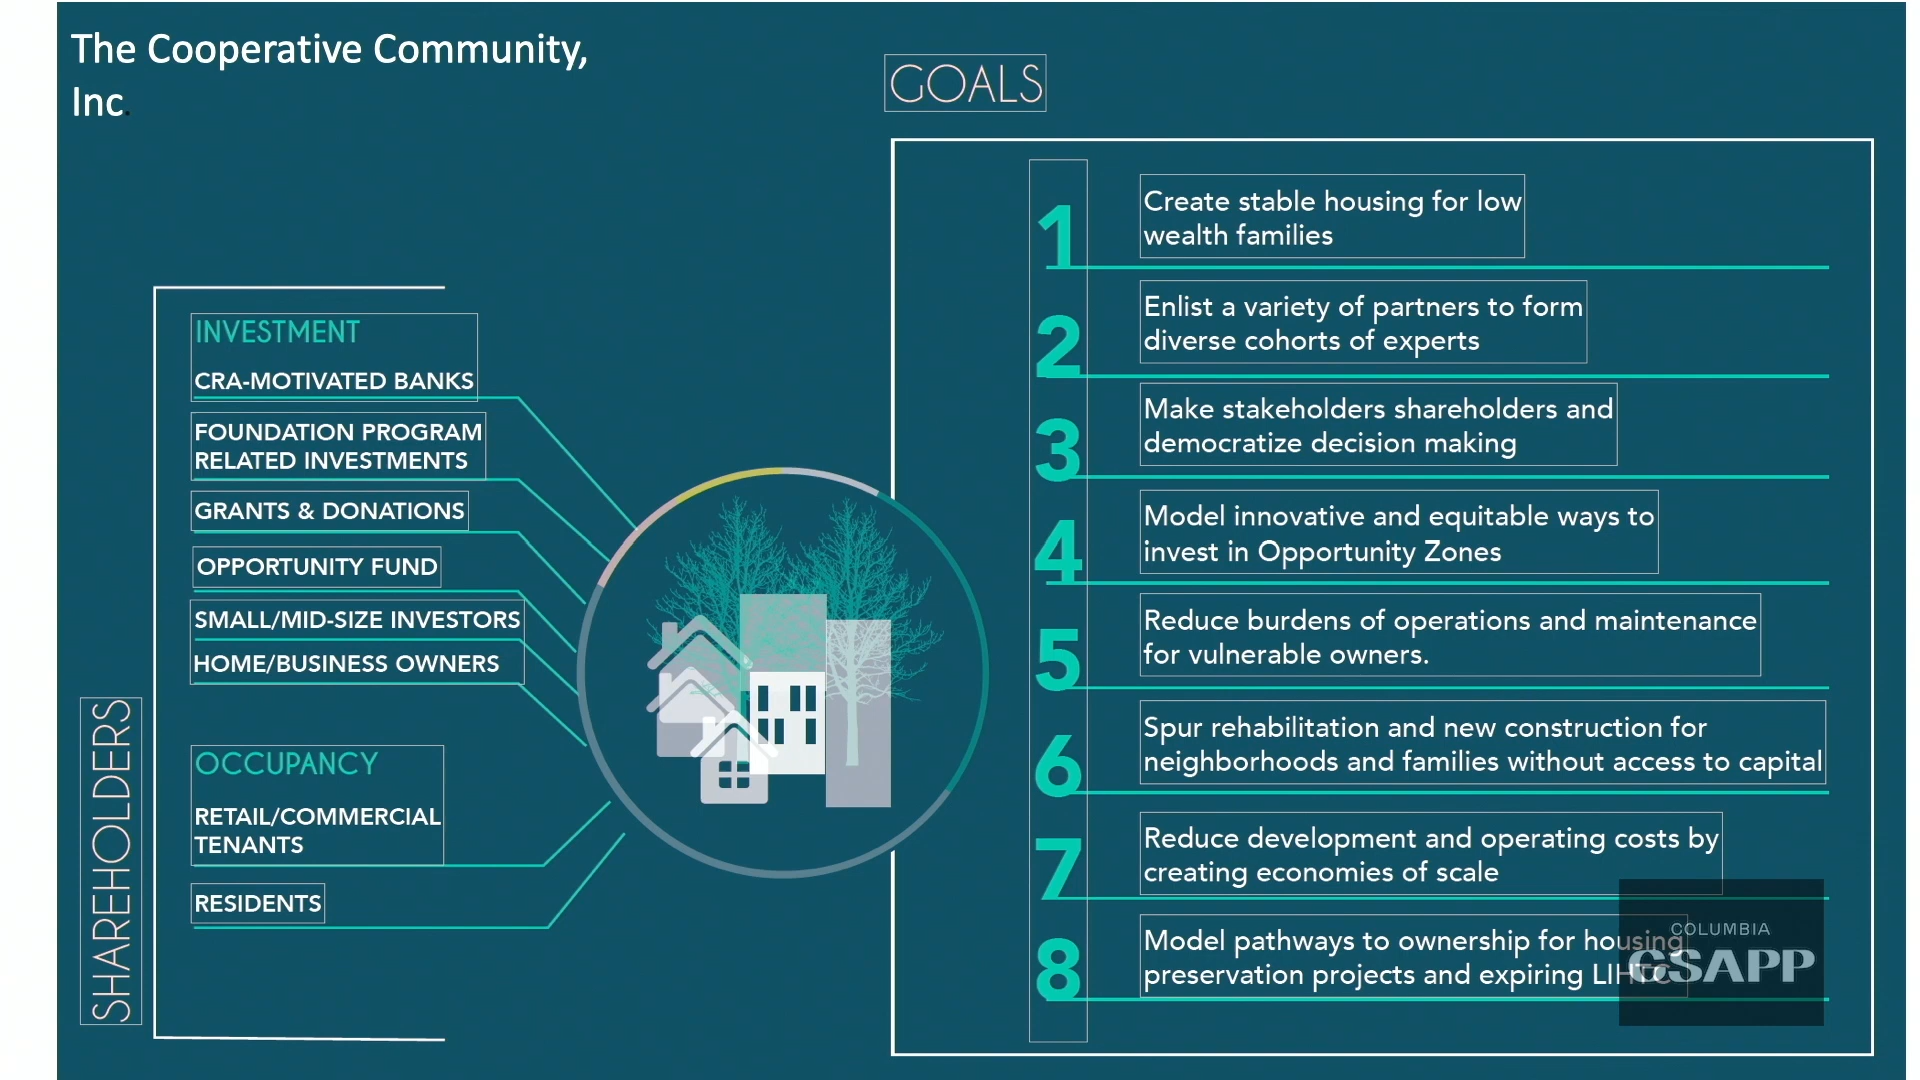 The Cooperative Community,
Inc.
GOALS
SHAREHOLDERS
INVESTMENT
CRA-MOTIVATED BANKS
FOUNDATION PROGRAM
RELATED INVESTMENTS
GRANTS & DONATIONS
OPPORTUNITY FUND
SMALL/MID-SIZE INVESTORS
HOME/BUSINESS OWNERS
OCCUPANCY
RETAIL/COMMERCIAL
TENANTS
RESIDENTS
1 Create stable housing for low
wealth families
2 Enlist a variety of partners to form
diverse cohorts of experts
3 Make stakeholders shareholders and
democratize decision making
4 Model innovative and equitable ways to
invest in Opportunity Zones
5 Reduce burdens of operations and maintenance
for vulnerable owners.
6 Spur rehabilitation and new construction for
neighborhoods and families without access to capital
7 Reduce development and operating costs by
creating economies of scale
8 Model pathways to ownership for housing
preservation projects and expiring LIHTC
COLUMBIA
GSAPP